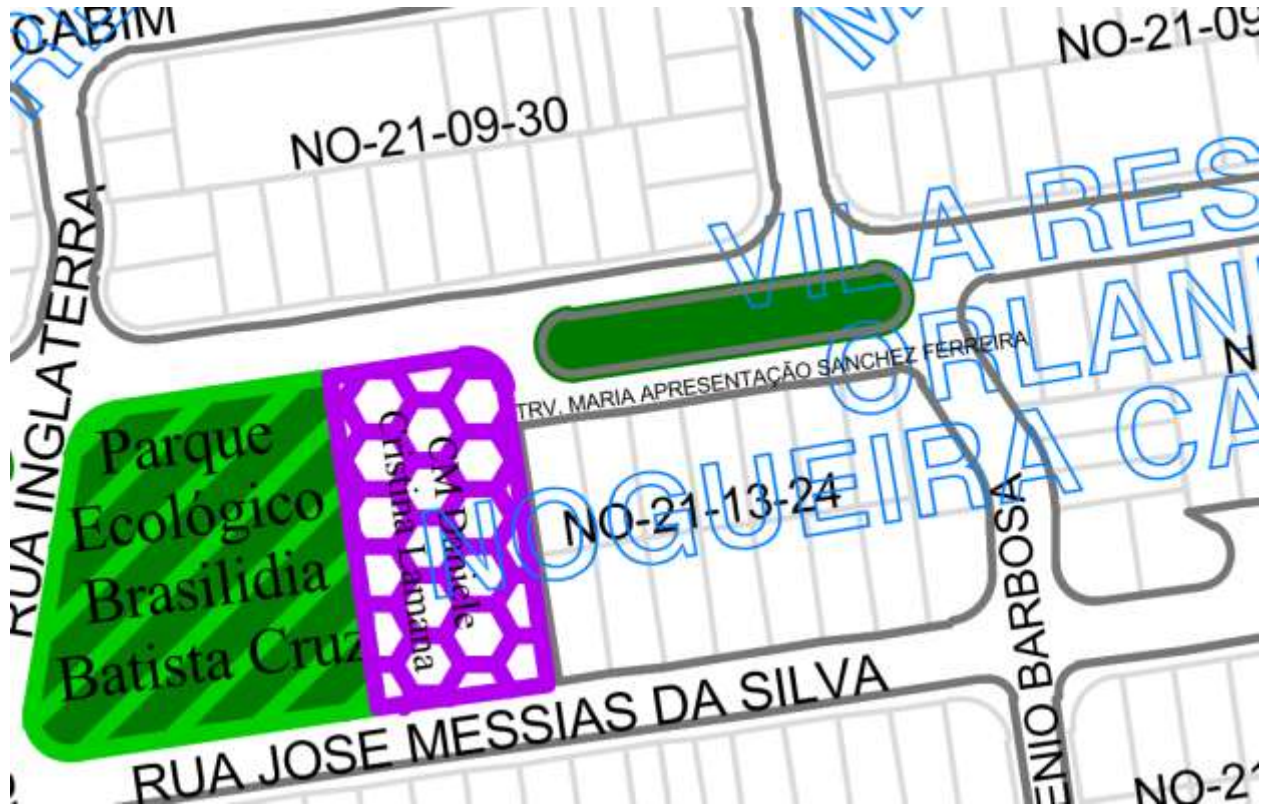 CABIM
NO-21-09-30
NO-21-09
VILA RES
ORLAN
NOGUEIRA CA
RUA INGLATERRA
TRV. MARIA APRESENTAÇÃO SANCHEZ FERREIRA
Parque
Ecológico
Brasilidia
Batista Cruz
CM Daniele
Cristina Lamana
NO-21-13-24
ENIO BARBOSA
RUA JOSE MESSIAS DA SILVA
NO-21